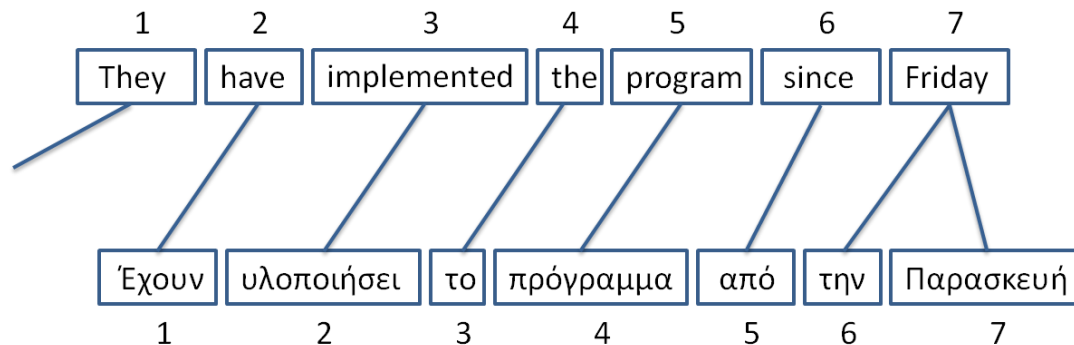 1 2 3 4 5 6 7
They have implemented the program since Friday
Έχουν υλοποιήσει το πρόγραμμα από την Παρασκευή
1 2 3 4 5 6 7